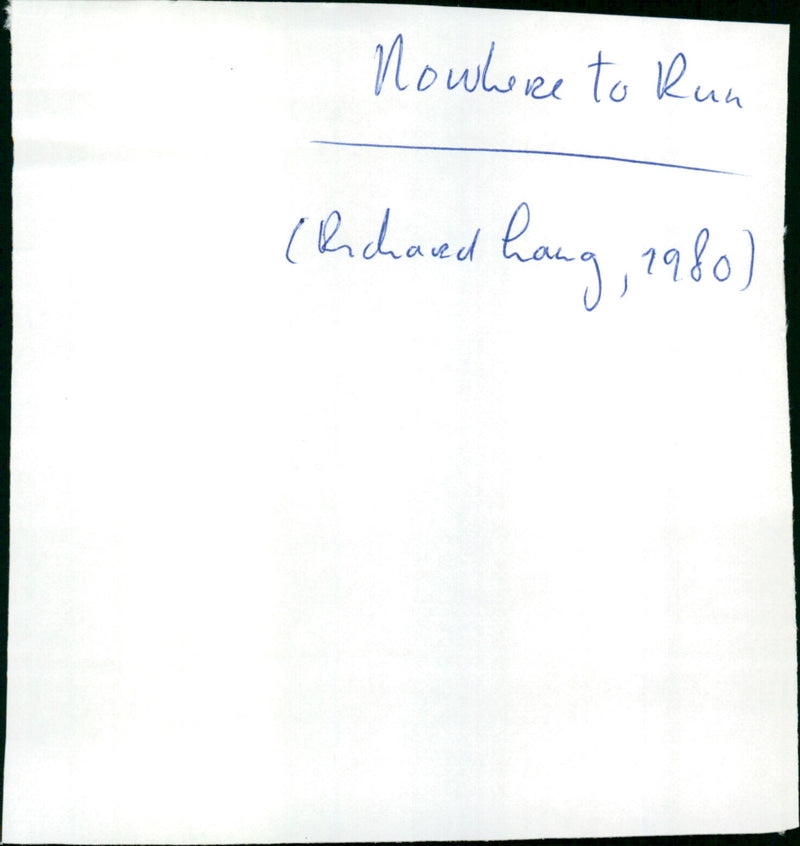 Nowhere to Run
(Richard Lang, 1980)